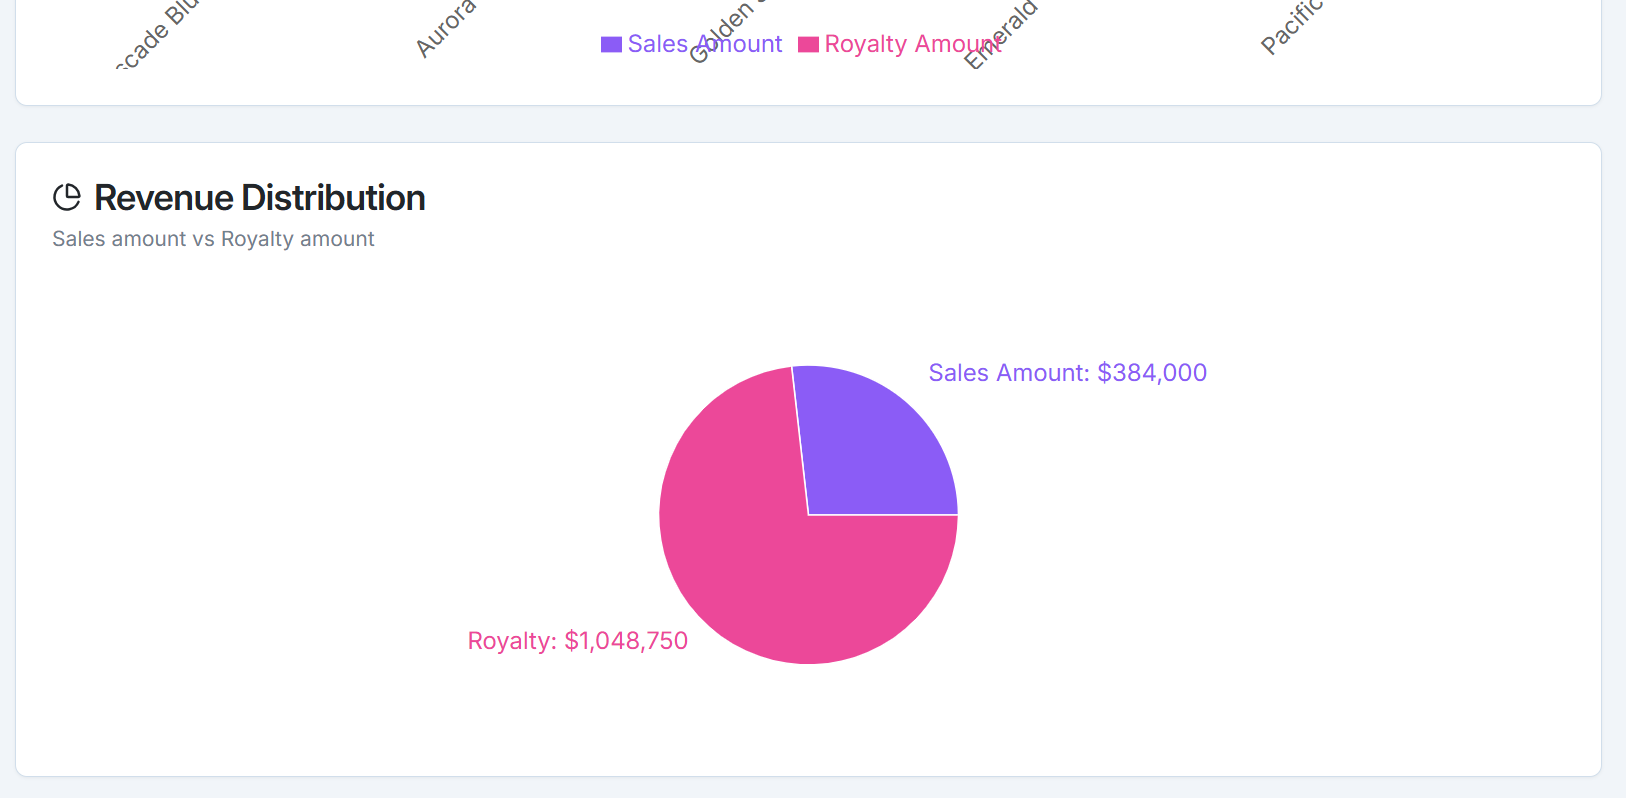 scade Blu
Aurora
Golden
Emerald
Pacific
Sales Amount
Royalty Amount
Revenue Distribution
Sales amount vs Royalty amount
Sales Amount: $384,000
Royalty: $1,048,750